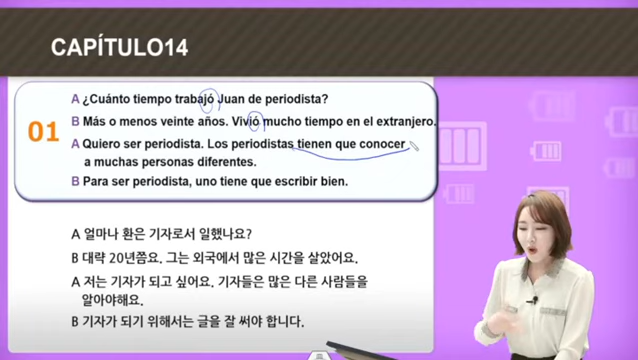 CAPÍTULO14
01
A ¿Cuánto tiempo trabajó Juan de periodista?
B Más o menos veinte años. Vivió mucho tiempo en el extranjero.
A Quiero ser periodista. Los periodistas tienen que conocer
a muchas personas diferentes.
B Para ser periodista, uno tiene que escribir bien.
A 얼마나 환은 기자로서 일했나요?
B 대략 20년쯤요. 그는 외국에서 많은 시간을 살았어요.
A 저는 기자가 되고 싶어요. 기자들은 많은 다른 사람들을
알아야해요.
B 기자가 되기 위해서는 글을 잘 써야 합니다.